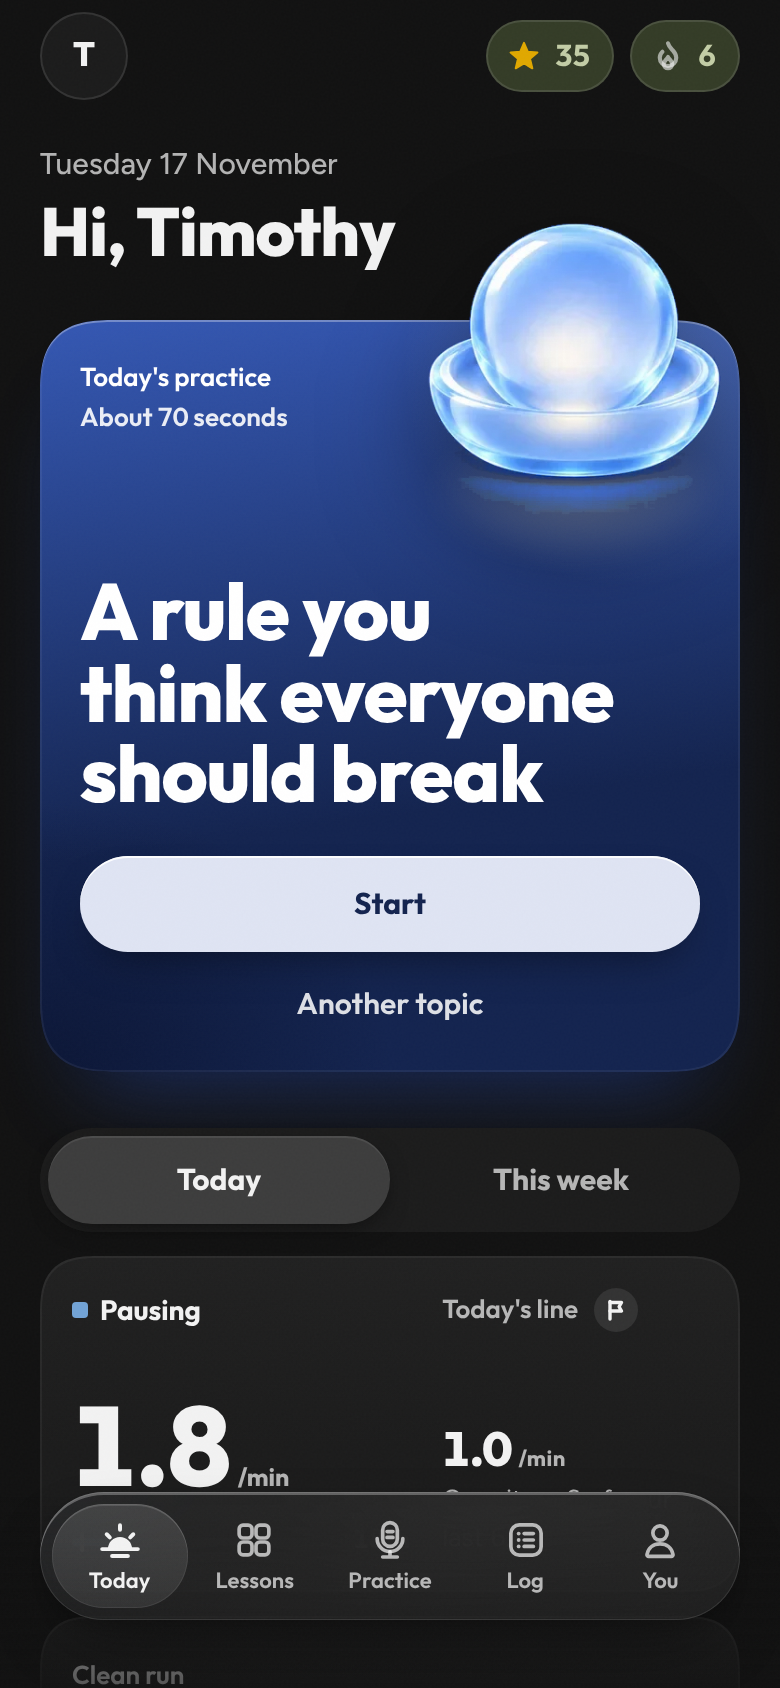 T
35
6
Tuesday 17 November
Hi, Timothy
Today's practice
About 70 seconds
A rule you
think everyone
should break
Start
Another topic
Today
This week
Pausing
Today's line
1.8 /min
1.0 /min
Today
Lessons
Practice
Log
You
Clean run